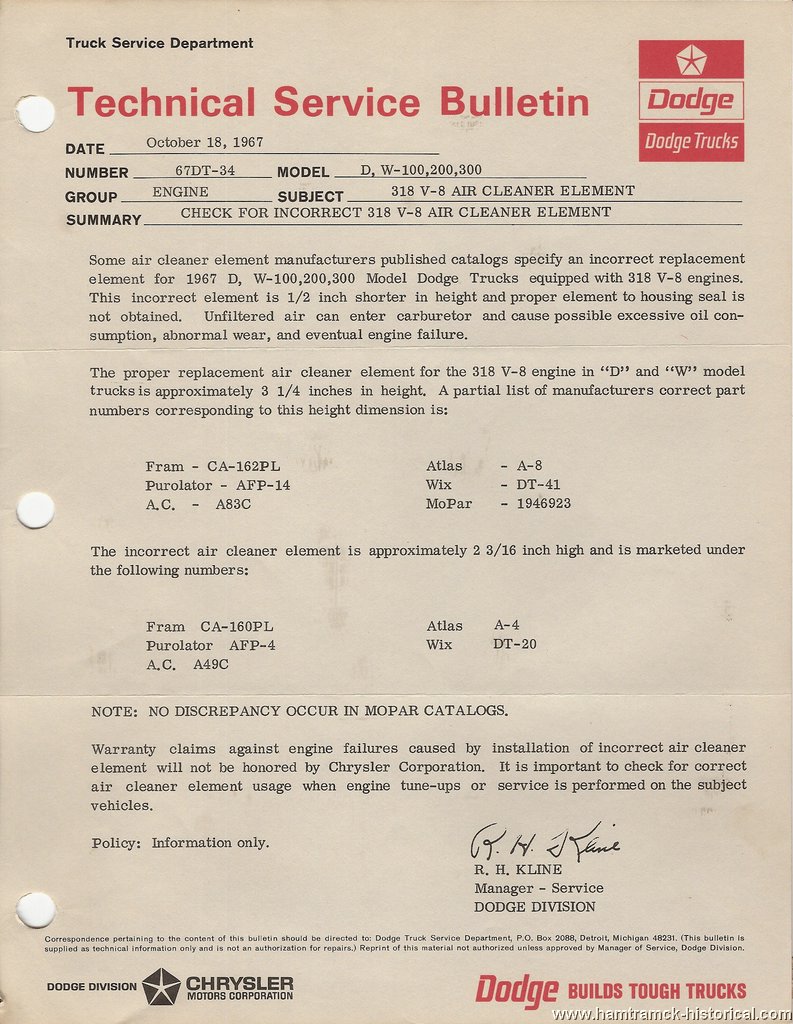 Truck Service Department
Technical Service Bulletin
Dodge
Dodge Trucks
DATE October 18, 1967
NUMBER 67DT-34 MODEL D, W-100,200,300
GROUP ENGINE SUBJECT 318 V-8 AIR CLEANER ELEMENT
SUMMARY CHECK FOR INCORRECT 318 V-8 AIR CLEANER ELEMENT
Some air cleaner element manufacturers published catalogs specify an incorrect replacement
element for 1967 D, W-100,200,300 Model Dodge Trucks equipped with 318 V-8 engines.
This incorrect element is 1/2 inch shorter in height and proper element to housing seal is
not obtained. Unfiltered air can enter carburetor and cause possible excessive oil con-
sumption, abnormal wear, and eventual engine failure.
The proper replacement air cleaner element for the 318 V-8 engine in "D" and "W" model
trucks is approximately 3 1/4 inches in height. A partial list of manufacturers correct part
numbers corresponding to this height dimension is:
Fram - CA-162PL Atlas - A-8
Purolator - AFP-14 Wix - DT-41
A.C. - A83C MoPar - 1946923
The incorrect air cleaner element is approximately 2 3/16 inch high and is marketed under
the following numbers:
Fram CA-160PL Atlas A-4
Purolator AFP-4 Wix DT-20
A.C. A49C
NOTE: NO DISCREPANCY OCCUR IN MOPAR CATALOGS.
Warranty claims against engine failures caused by installation of incorrect air cleaner
element will not be honored by Chrysler Corporation. It is important to check for correct
air cleaner element usage when engine tune-ups or service is performed on the subject
vehicles.
Policy: Information only.
R. H. Kline
R. H. KLINE
Manager - Service
DODGE DIVISION
Correspondence pertaining to the content of this bulletin should be directed to: Dodge Truck Service Department, P.O. Box 2088, Detroit, Michigan 48231. (This bulletin is
supplied as technical information only and is not an authorization for repairs.) Reprint of this material not authorized unless approved by Manager of Service, Dodge Division.
DODGE DIVISION CHRYSLER
MOTORS CORPORATION
Dodge BUILDS TOUGH TRUCKS
www.hamtramck-historical.com